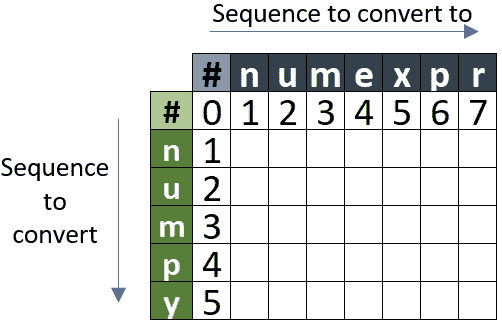 Sequence to convert to
# n u m e x p r
# 0 1 2 3 4 5 6 7
n 1
u 2
m 3
p 4
y 5
Sequence
to
convert